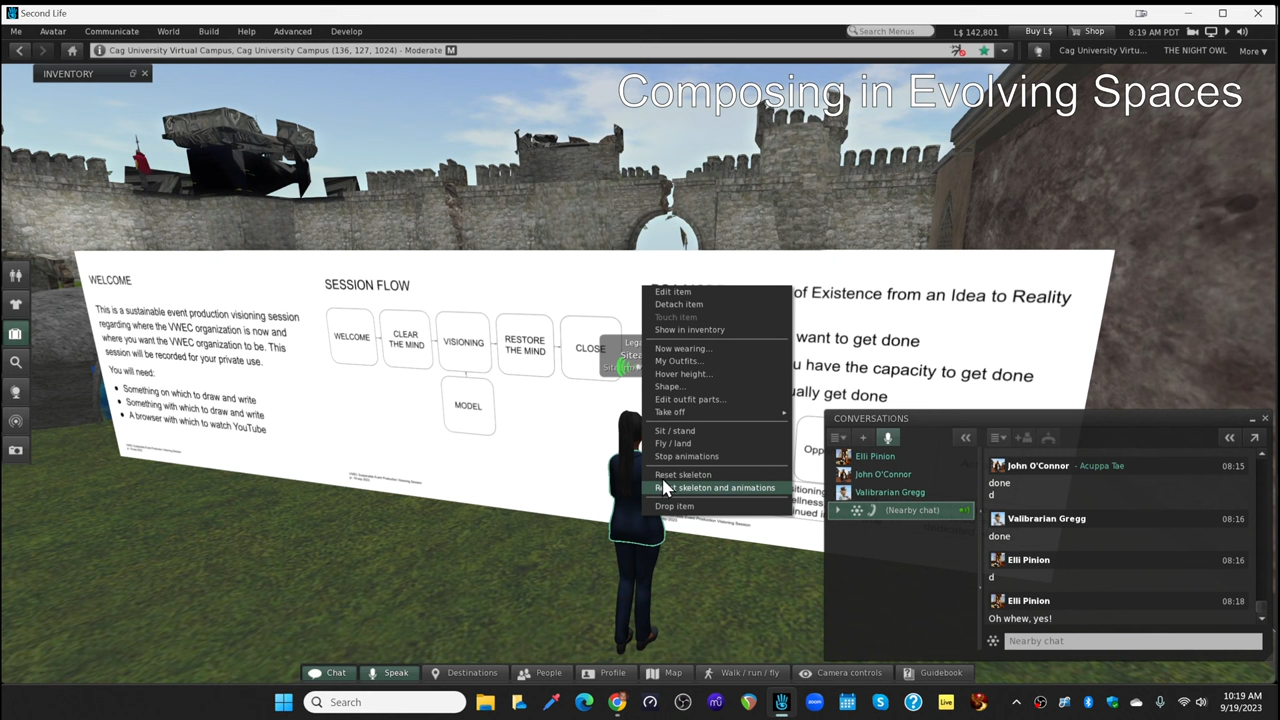 Second Life
Me Avatar Communicate World Build Help Advanced Develop
Search Menus
L$ 142,801
Buy L$
Shop
8:19 AM PDT
Cag University Virtual Campus, Cag University Campus (136, 127, 1024) - Moderate M
Cag University Virtu...
THE NIGHT OWL
More
INVENTORY
Composing in Evolving Spaces
WELCOME
This is a sustainable event production visioning session
regarding where the VWEC organization is now and
where you want the VWEC organization to be. This
session will be recorded for your private use.
You will need:
• Something on which to draw and write
• Something with which to draw and write
• A browser with which to watch YouTube
SESSION FLOW
WELCOME
CLEAR
THE MIND
VISIONING
RESTORE
THE MIND
CLOSE
MODEL
of Existence from an Idea to Reality
want to get done
u have the capacity to get done
ually get done
Opp
Edit item
Detach item
Touch item
Show in inventory
Now wearing...
My Outfits...
Hover height...
Shape...
Edit outfit parts...
Take off
Sit / stand
Fly / land
Stop animations
Reset skeleton
skeleton and animations
Drop item
CONVERSATIONS
Elli Pinion
John O'Connor
Valibrarian Gregg
(Nearby chat)
John O'Connor - Acuppa Tae 08:15
done
d
Valibrarian Gregg 08:16
done
Elli Pinion 08:16
d
Elli Pinion 08:18
Oh whew, yes!
Nearby chat
Chat Speak Destinations People Profile Map Walk / run / fly Camera controls Guidebook
Search
Live
zoom
10:19 AM
9/19/2023